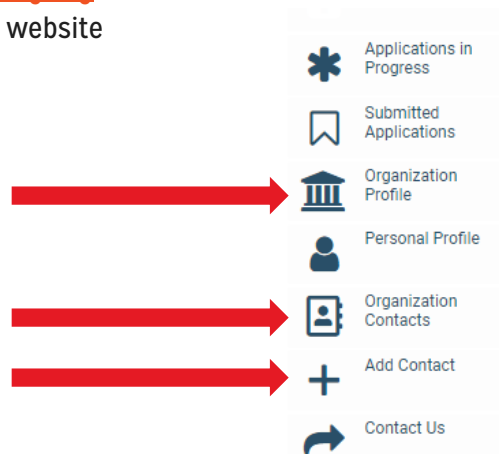 website
Applications in
Progress
Submitted
Applications
Organization
Profile
Personal Profile
Organization
Contacts
Add Contact
Contact Us